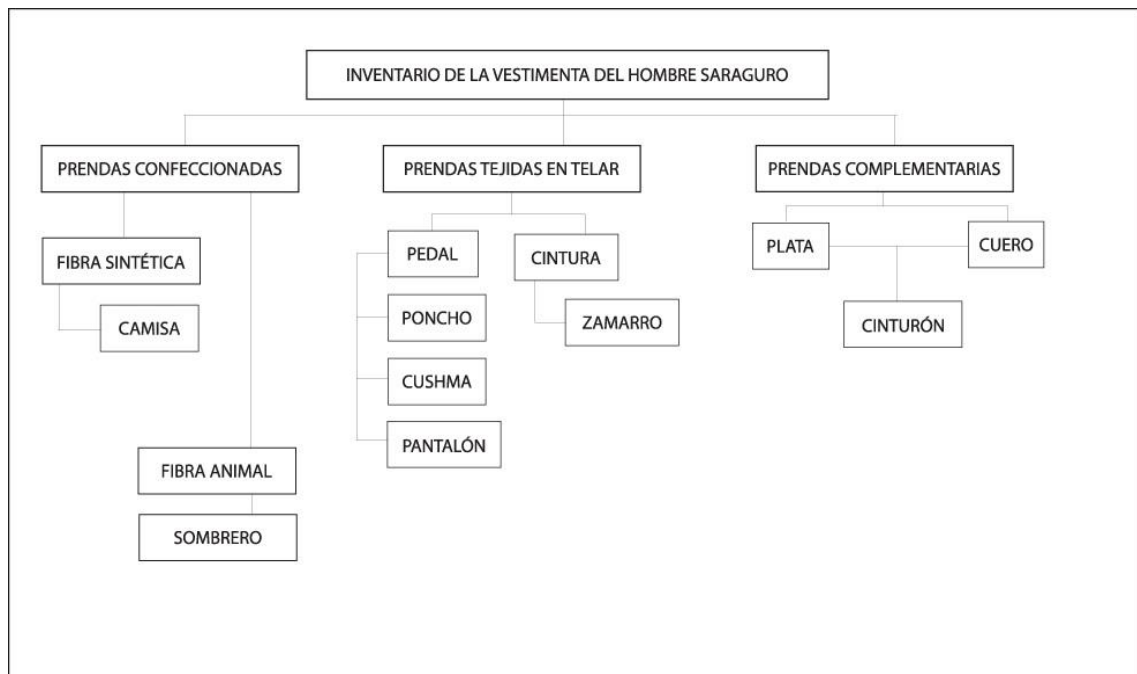 INVENTARIO DE LA VESTIMENTA DEL HOMBRE SARAGURO
PRENDAS CONFECCIONADAS
FIBRA SINTÉTICA
CAMISA
FIBRA ANIMAL
SOMBRERO
PRENDAS TEJIDAS EN TELAR
PEDAL
PONCHO
CUSHMA
PANTALÓN
CINTURA
ZAMARRO
PRENDAS COMPLEMENTARIAS
PLATA
CUERO
CINTURÓN